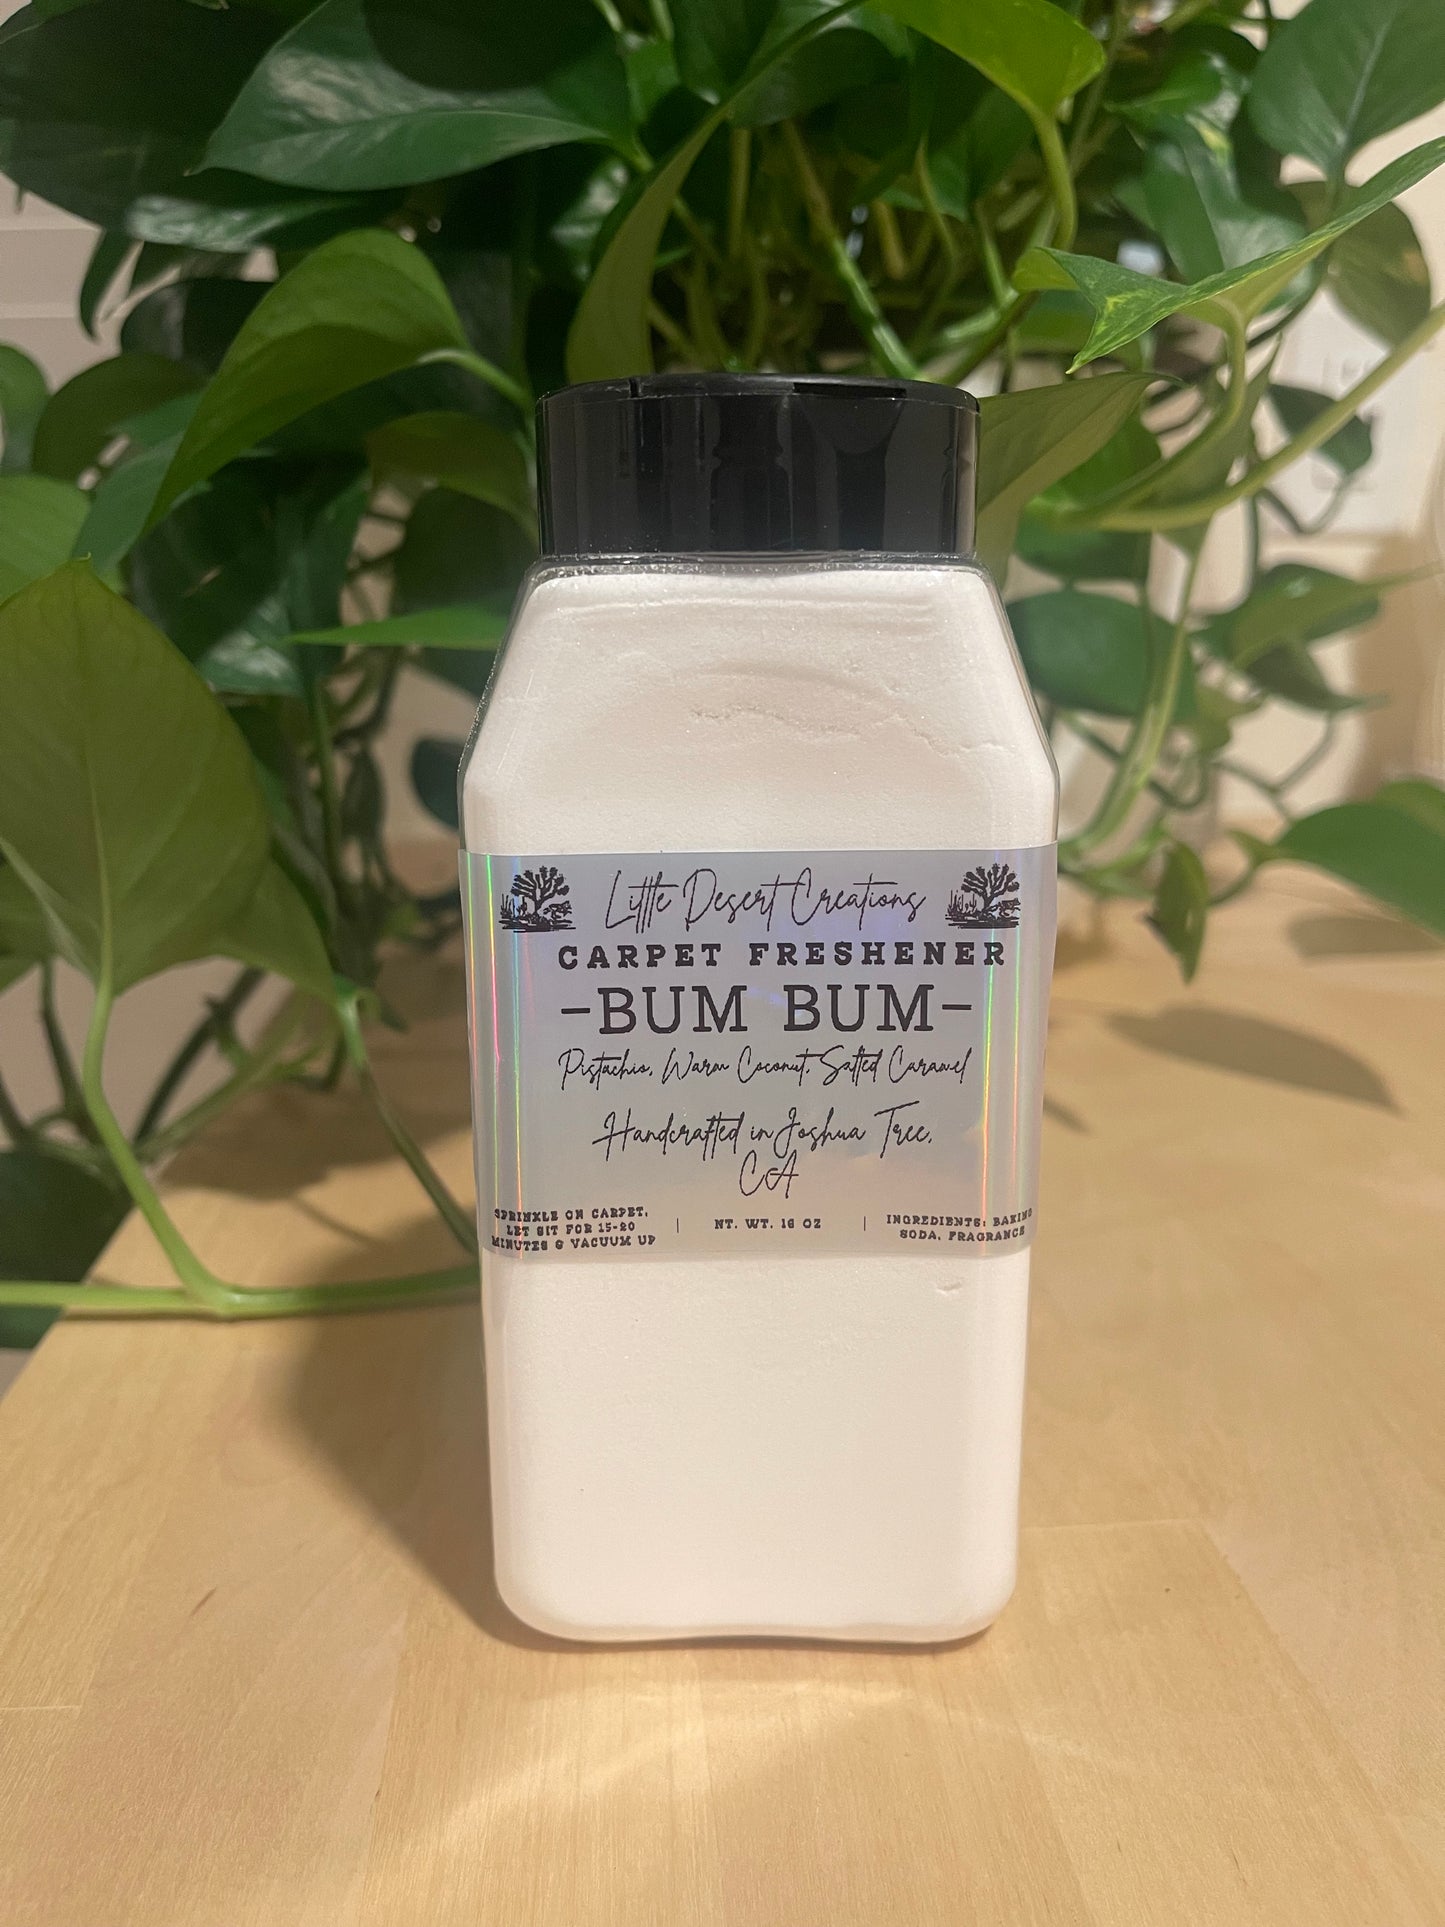 Little Desert Creations
CARPET FRESHENER
-BUM BUM-
Pistachio, Warm Coconut, Salted Caramel
Handcrafted in Joshua Tree,
CA
SPRINKLE ON CARPET,
LET SIT FOR 15-20
MINUTES & VACUUM UP
NT. WT. 16 OZ
INGREDIENTS: BAKING
SODA, FRAGRANCE